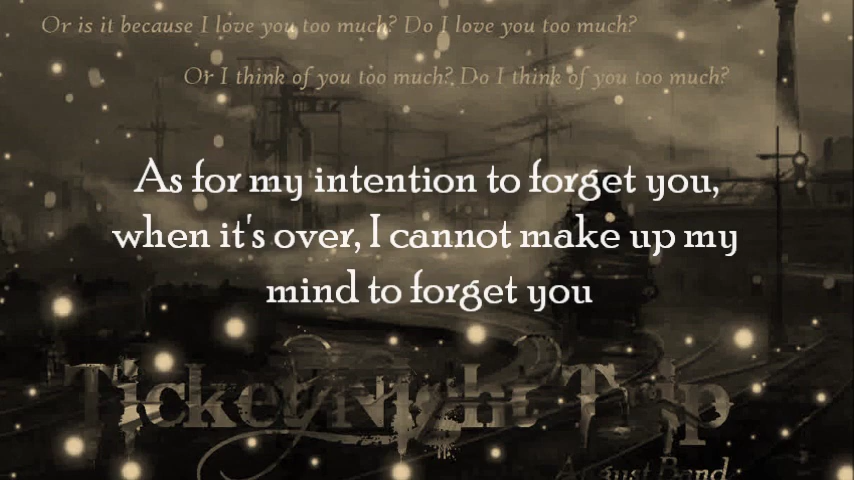 Or is it because I love you too much? Do I love you too much?
Or I think of you too much? Do I think of you too much?
As for my intention to forget you,
when it's over, I cannot make up my
mind to forget you
Ticket Night Trip
August Band